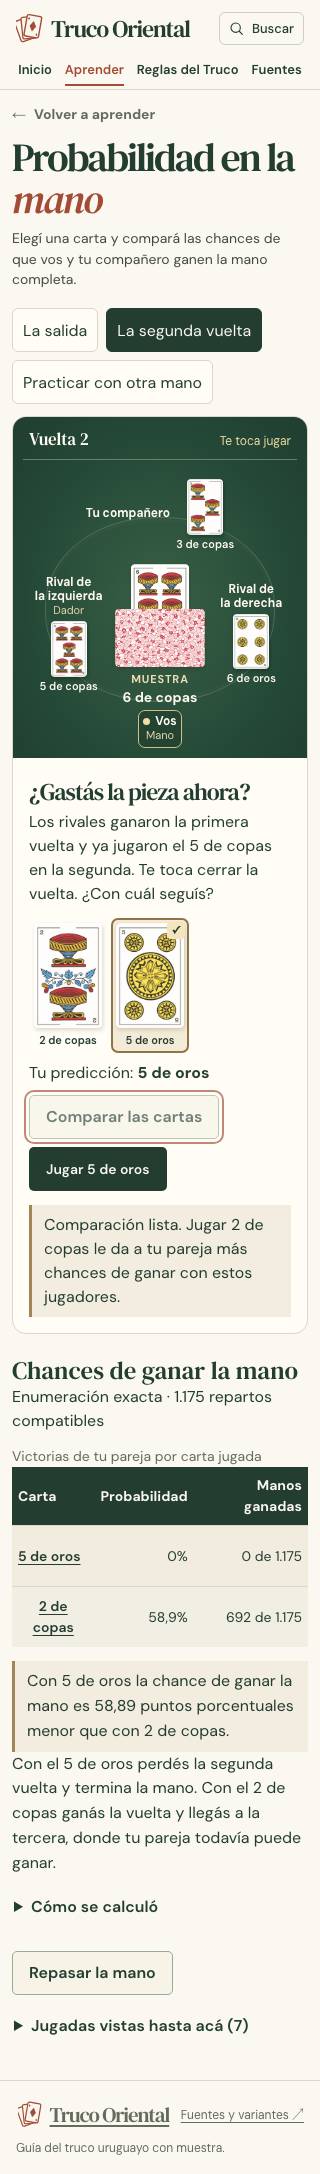 Truco Oriental
Buscar
Inicio Aprender Reglas del Truco Fuentes
← Volver a aprender
Probabilidad en la
mano
Elegí una carta y compará las chances de
que vos y tu compañero ganen la mano
completa.
La salida
La segunda vuelta
Practicar con otra mano
Vuelta 2
Te toca jugar
Tu compañero
3 de copas
Rival de
la izquierda
Dador
5 de copas
Rival de
la derecha
6 de oros
MUESTRA
6 de copas
Vos
Mano
¿Gastás la pieza ahora?
Los rivales ganaron la primera
vuelta y ya jugaron el 5 de copas
en la segunda. Te toca cerrar la
vuelta. ¿Con cuál seguís?
2 de copas
5 de oros
Tu predicción: 5 de oros
Comparar las cartas
Jugar 5 de oros
Comparación lista. Jugar 2 de
copas le da a tu pareja más
chances de ganar con estos
jugadores.
Chances de ganar la mano
Enumeración exacta · 1.175 repartos
compatibles
Victorias de tu pareja por carta jugada
Carta Probabilidad Manos
ganadas
5 de oros 0% 0 de 1.175
2 de
copas 58,9% 692 de 1.175
Con 5 de oros la chance de ganar la
mano es 58,89 puntos porcentuales
menor que con 2 de copas.
Con el 5 de oros perdés la segunda
vuelta y termina la mano. Con el 2 de
copas ganás la vuelta y llegás a la
tercera, donde tu pareja todavía puede
ganar.
▶ Cómo se calculó
Repasar la mano
▶ Jugadas vistas hasta acá (7)
Truco Oriental
Fuentes y variantes ↗
Guía del truco uruguayo con muestra.